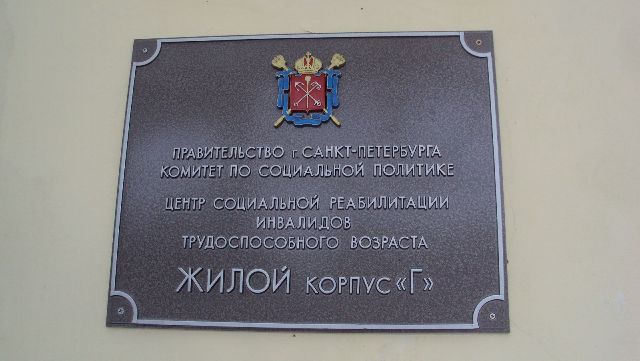 ПРАВИТЕЛЬСТВО г. САНКТ-ПЕТЕРБУРГА
КОМИТЕТ ПО СОЦИАЛЬНОЙ ПОЛИТИКЕ
ЦЕНТР СОЦИАЛЬНОЙ РЕАБИЛИТАЦИИ
ИНВАЛИДОВ
ТРУДОСПОСОБНОГО ВОЗРАСТА
ЖИЛОЙ КОРПУС «Г»